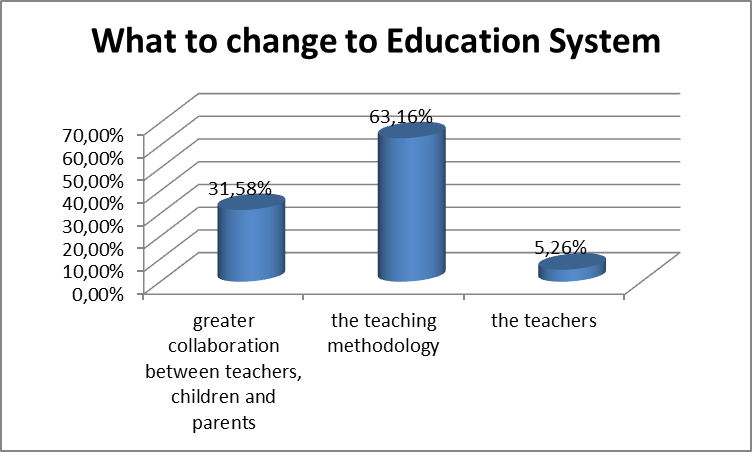 What to change to Education System
63,16%
31,58%
5,26%
70,00%
60,00%
50,00%
40,00%
30,00%
20,00%
10,00%
0,00%
greater
collaboration
between teachers,
children and
parents
the teaching
methodology
the teachers